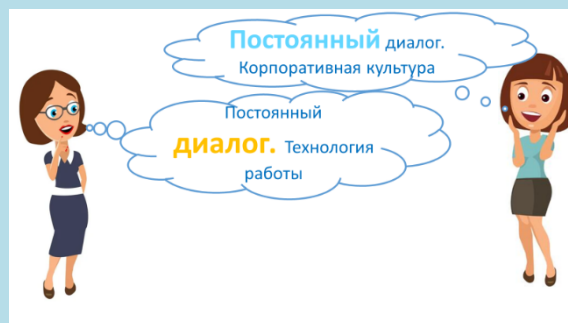 Постоянный диалог.
Корпоративная культура
Постоянный
диалог. Технология
работы